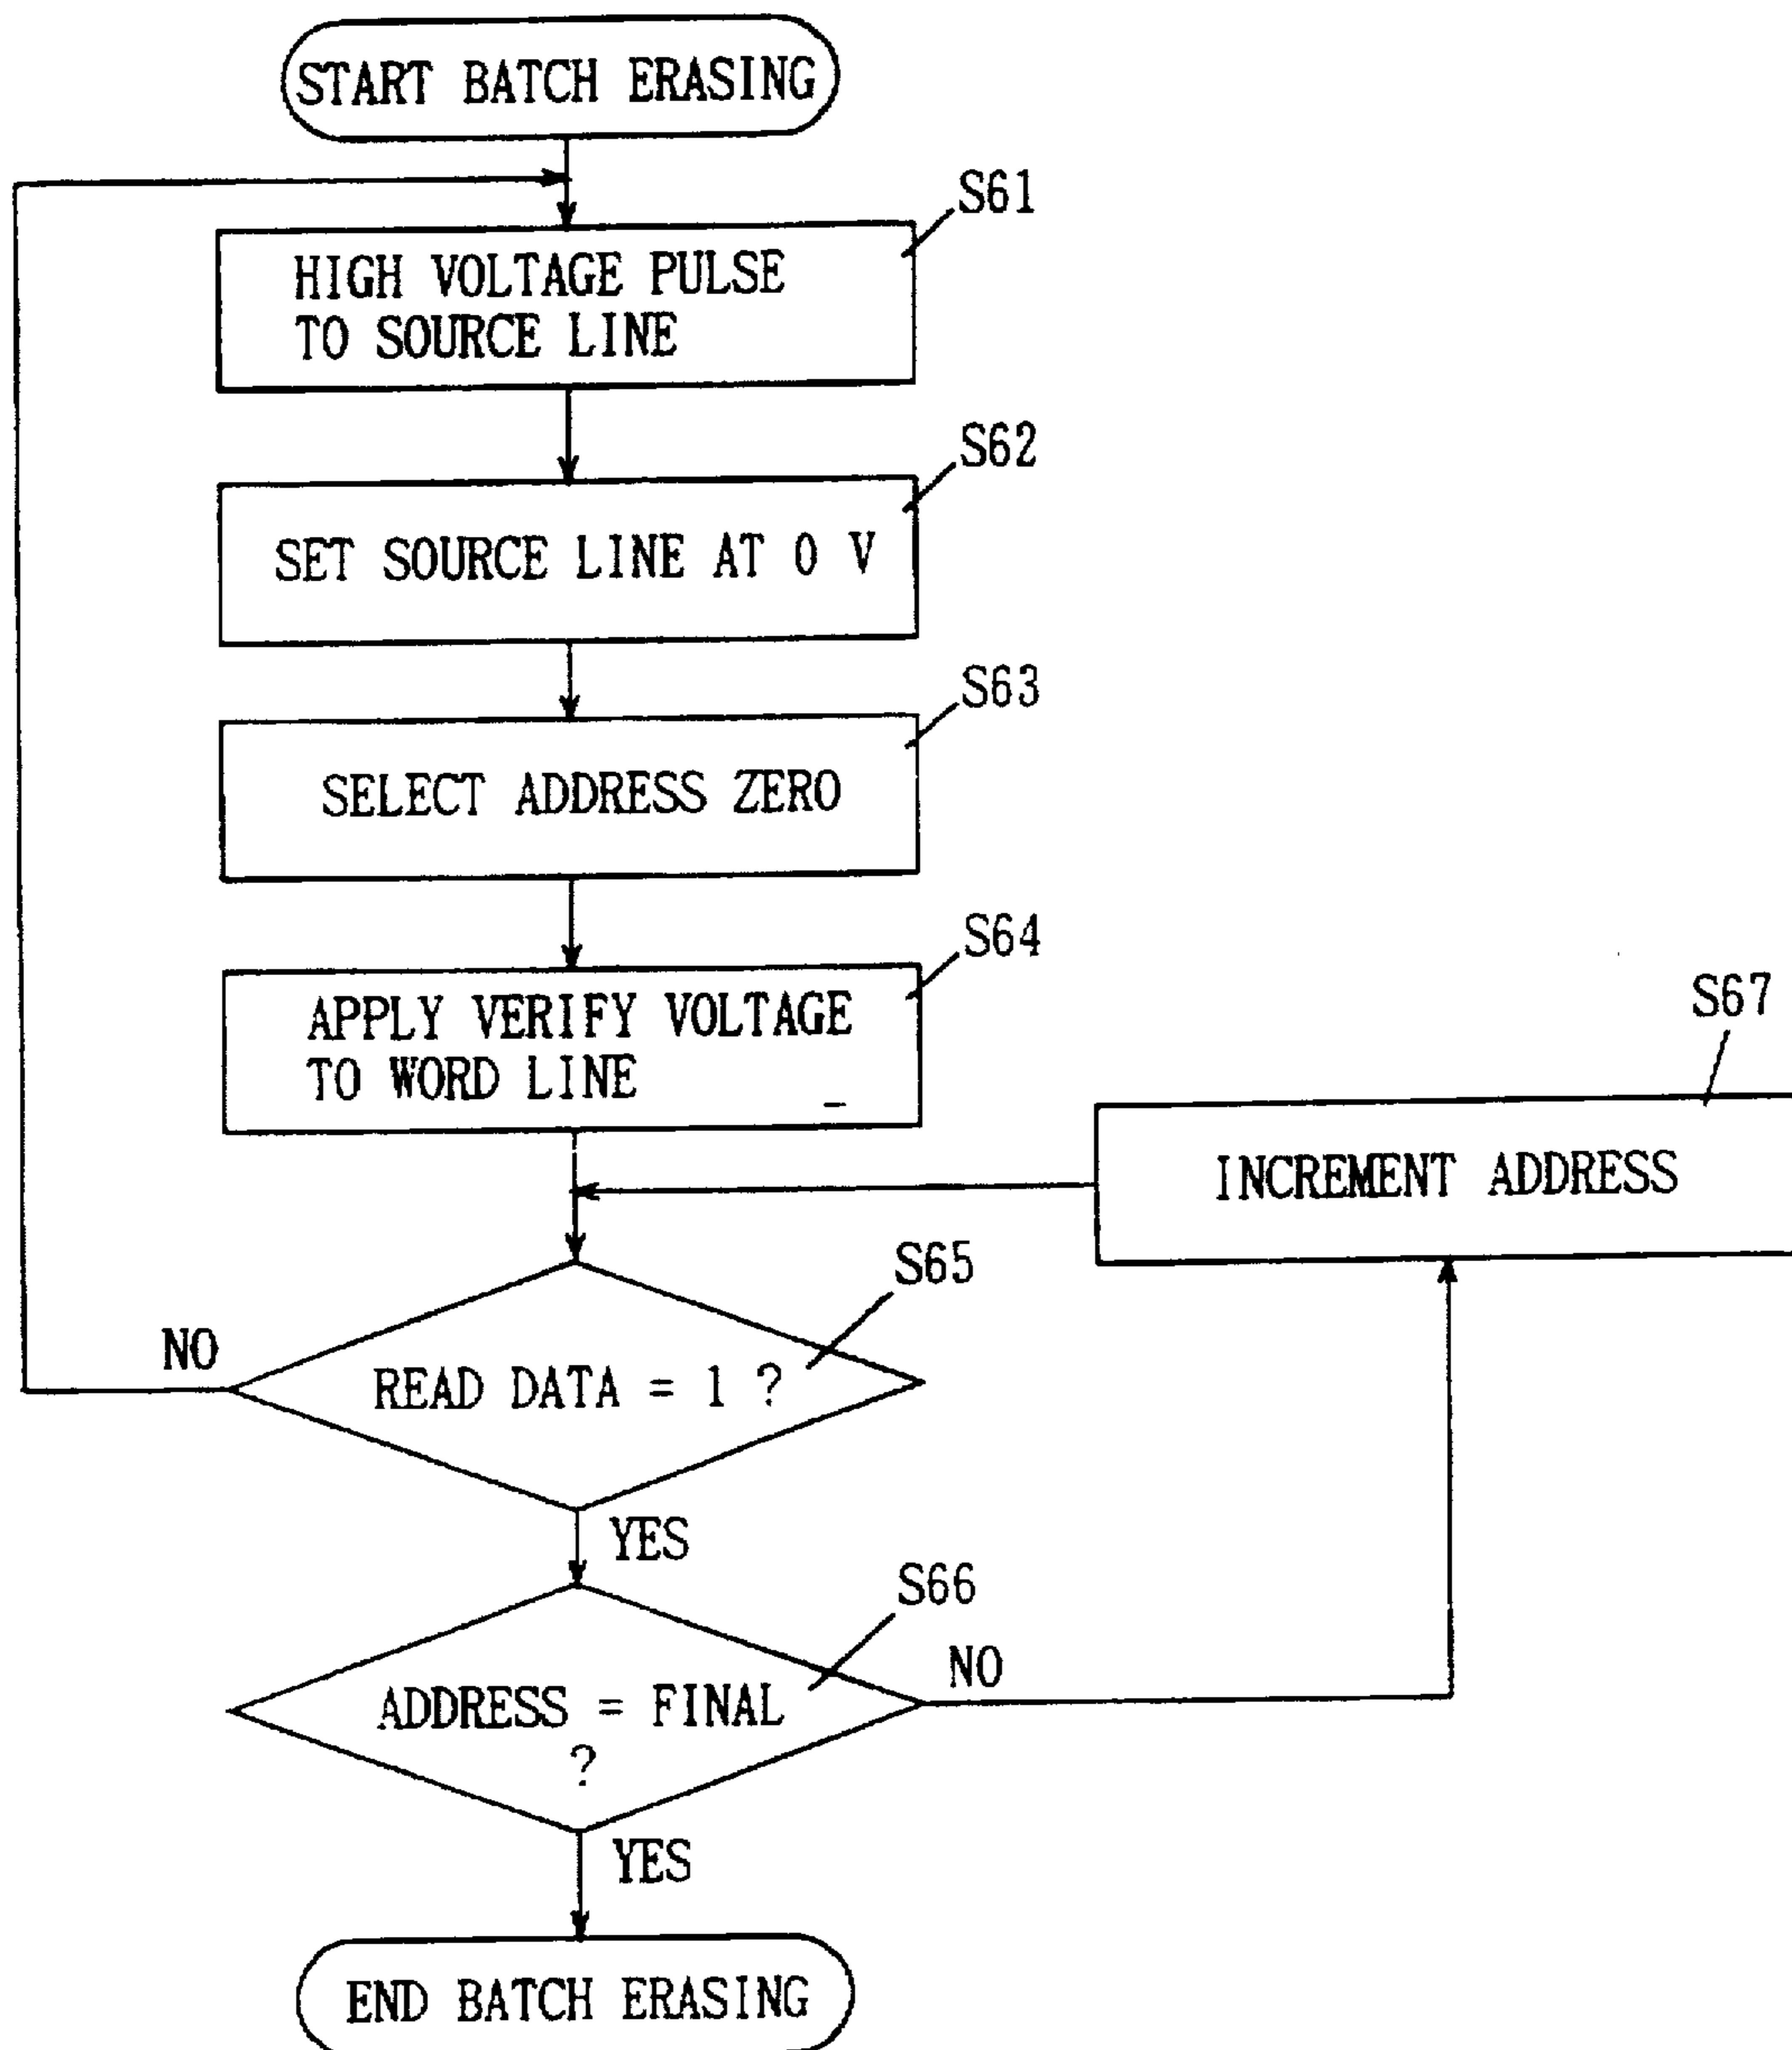 START BATCH ERASING
S61
HIGH VOLTAGE PULSE
TO SOURCE LINE
S62
SET SOURCE LINE AT 0 V
S63
SELECT ADDRESS ZERO
S64
APPLY VERIFY VOLTAGE
TO WORD LINE
S67
INCREMENT ADDRESS
S65
NO
READ DATA = 1 ?
YES
S66
NO
ADDRESS = FINAL
?
YES
END BATCH ERASING